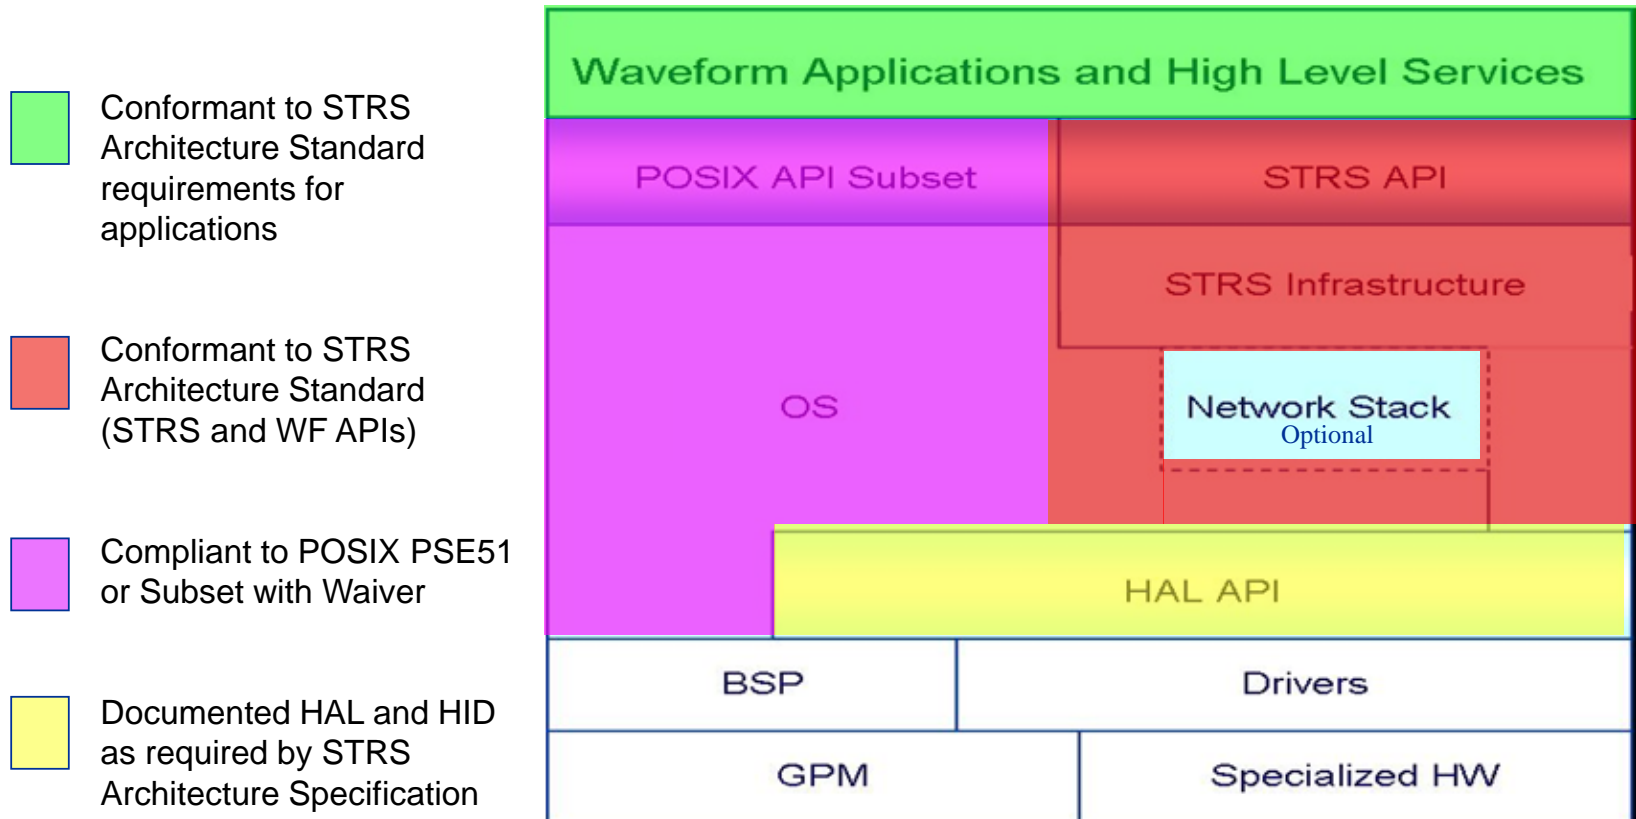 Conformant to STRS
Architecture Standard
requirements for
applications
Conformant to STRS
Architecture Standard
(STRS and WF APIs)
Compliant to POSIX PSE51
or Subset with Waiver
Documented HAL and HID
as required by STRS
Architecture Specification
Waveform Applications and High Level Services
POSIX API Subset
STRS API
STRS Infrastructure
OS
Network Stack
Optional
HAL API
BSP
Drivers
GPM
Specialized HW